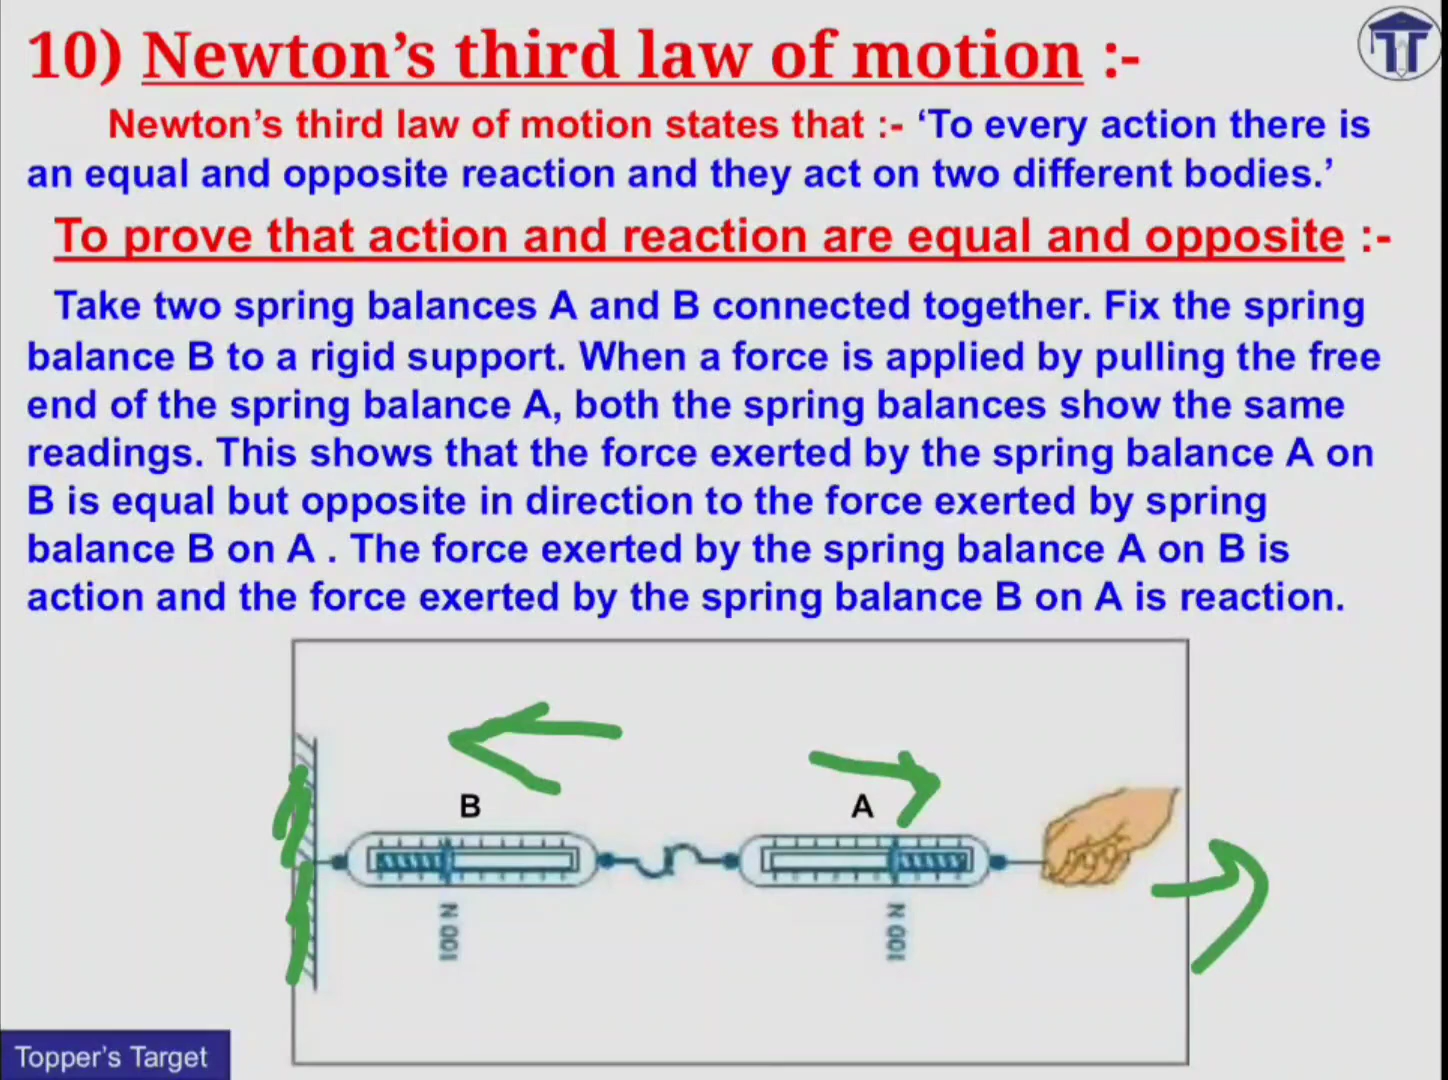 10) Newton’s third law of motion :-
Newton’s third law of motion states that :- ‘To every action there is
an equal and opposite reaction and they act on two different bodies.’
To prove that action and reaction are equal and opposite :-
Take two spring balances A and B connected together. Fix the spring
balance B to a rigid support. When a force is applied by pulling the free
end of the spring balance A, both the spring balances show the same
readings. This shows that the force exerted by the spring balance A on
B is equal but opposite in direction to the force exerted by spring
balance B on A . The force exerted by the spring balance A on B is
action and the force exerted by the spring balance B on A is reaction.
B
A
100 N
100 N
Topper’s Target